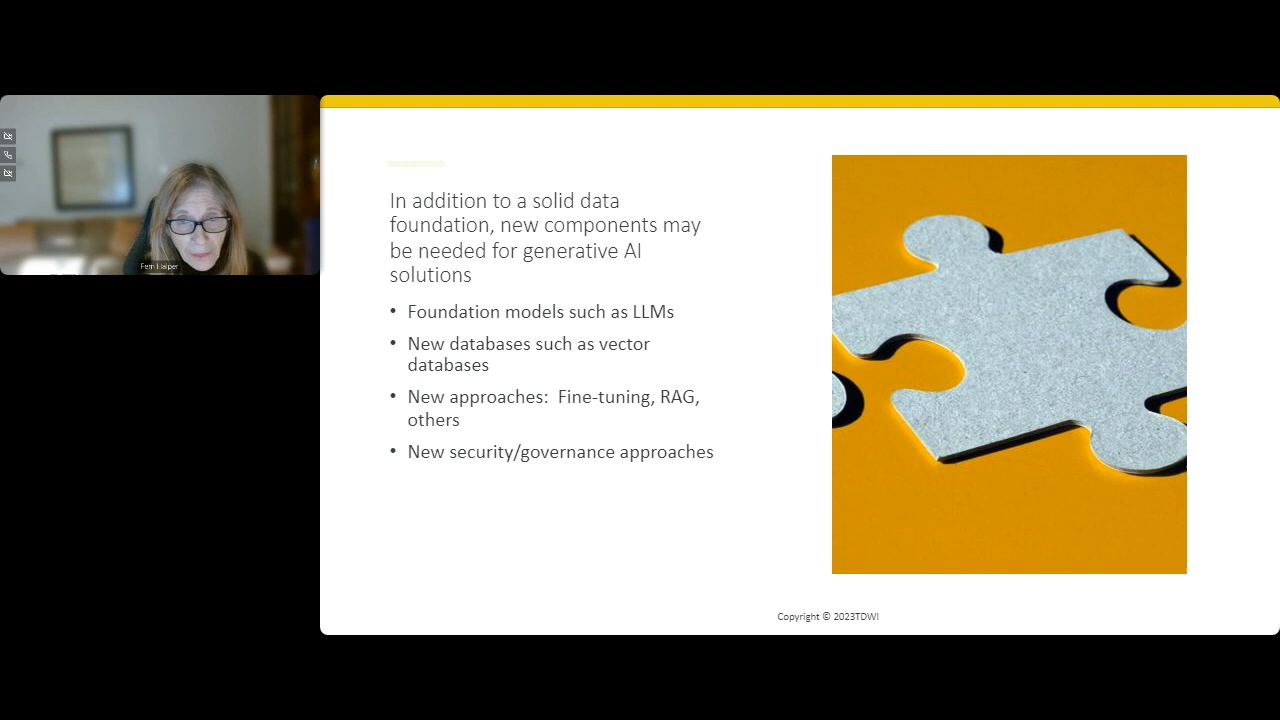 Fern Halper
In addition to a solid data
foundation, new components may
be needed for generative AI
solutions
• Foundation models such as LLMs
• New databases such as vector
databases
• New approaches:  Fine-tuning, RAG,
others
• New security/governance approaches
Copyright © 2023TDWI